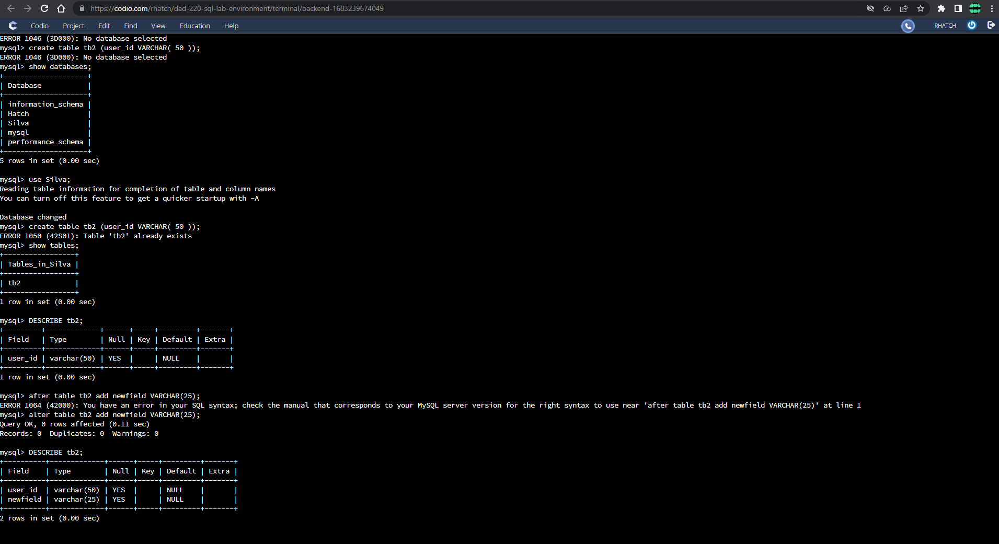 https://codio.com/rhatch/dad-220-sql-lab-environment/terminal/backend-1683239674049
Codio Project Edit Find View Education Help RHATCH
ERROR 1046 (3D000): No database selected
mysql> create table tb2 (user_id VARCHAR( 50 ));
ERROR 1046 (3D000): No database selected
mysql> show databases;
+--------------------+
| Database           |
+--------------------+
| information_schema |
| Hatch              |
| Silva              |
| mysql              |
| performance_schema |
+--------------------+
5 rows in set (0.00 sec)

mysql> use Silva;
Reading table information for completion of table and column names
You can turn off this feature to get a quicker startup with -A

Database changed
mysql> create table tb2 (user_id VARCHAR( 50 ));
ERROR 1050 (42S01): Table 'tb2' already exists
mysql> show tables;
+-----------------+
| Tables_in_Silva |
+-----------------+
| tb2             |
+-----------------+
1 row in set (0.00 sec)

mysql> DESCRIBE tb2;
+---------+-------------+------+-----+---------+-------+
| Field   | Type        | Null | Key | Default | Extra |
+---------+-------------+------+-----+---------+-------+
| user_id | varchar(50) | YES  |     | NULL    |       |
+---------+-------------+------+-----+---------+-------+
1 row in set (0.00 sec)

mysql> after table tb2 add newfield VARCHAR(25);
ERROR 1064 (42000): You have an error in your SQL syntax; check the manual that corresponds to your MySQL server version for the right syntax to use near 'after table tb2 add newfield VARCHAR(25)' at line 1
mysql> alter table tb2 add newfield VARCHAR(25);
Query OK, 0 rows affected (0.11 sec)
Records: 0  Duplicates: 0  Warnings: 0

mysql> DESCRIBE tb2;
+----------+-------------+------+-----+---------+-------+
| Field    | Type        | Null | Key | Default | Extra |
+----------+-------------+------+-----+---------+-------+
| user_id  | varchar(50) | YES  |     | NULL    |       |
| newfield | varchar(25) | YES  |     | NULL    |       |
+----------+-------------+------+-----+---------+-------+
2 rows in set (0.00 sec)